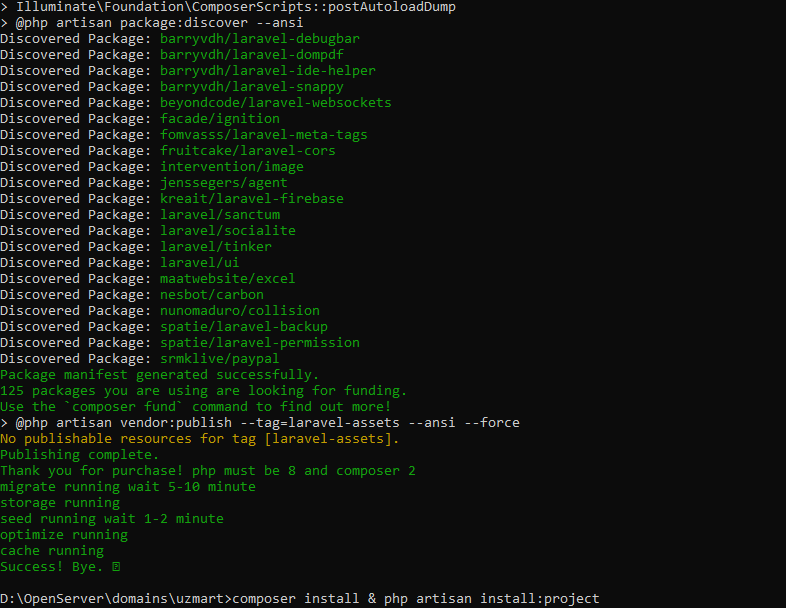 > Illuminate\Foundation\ComposerScripts::postAutoloadDump
> @php artisan package:discover --ansi
Discovered Package: barryvdh/laravel-debugbar
Discovered Package: barryvdh/laravel-dompdf
Discovered Package: barryvdh/laravel-ide-helper
Discovered Package: barryvdh/laravel-snappy
Discovered Package: beyondcode/laravel-websockets
Discovered Package: facade/ignition
Discovered Package: fomvasss/laravel-meta-tags
Discovered Package: fruitcake/laravel-cors
Discovered Package: intervention/image
Discovered Package: jenssegers/agent
Discovered Package: kreait/laravel-firebase
Discovered Package: laravel/sanctum
Discovered Package: laravel/socialite
Discovered Package: laravel/tinker
Discovered Package: laravel/ui
Discovered Package: maatwebsite/excel
Discovered Package: nesbot/carbon
Discovered Package: nunomaduro/collision
Discovered Package: spatie/laravel-backup
Discovered Package: spatie/laravel-permission
Discovered Package: srmklive/paypal
Package manifest generated successfully.
125 packages you are using are looking for funding.
Use the `composer fund` command to find out more!
> @php artisan vendor:publish --tag=laravel-assets --ansi --force
No publishable resources for tag [laravel-assets].
Publishing complete.
Thank you for purchase! php must be 8 and composer 2
migrate running wait 5-10 minute
storage running
seed running wait 1-2 minute
optimize running
cache running
Success! Bye.
D:\OpenServer\domains\uzmart>composer install & php artisan install:project